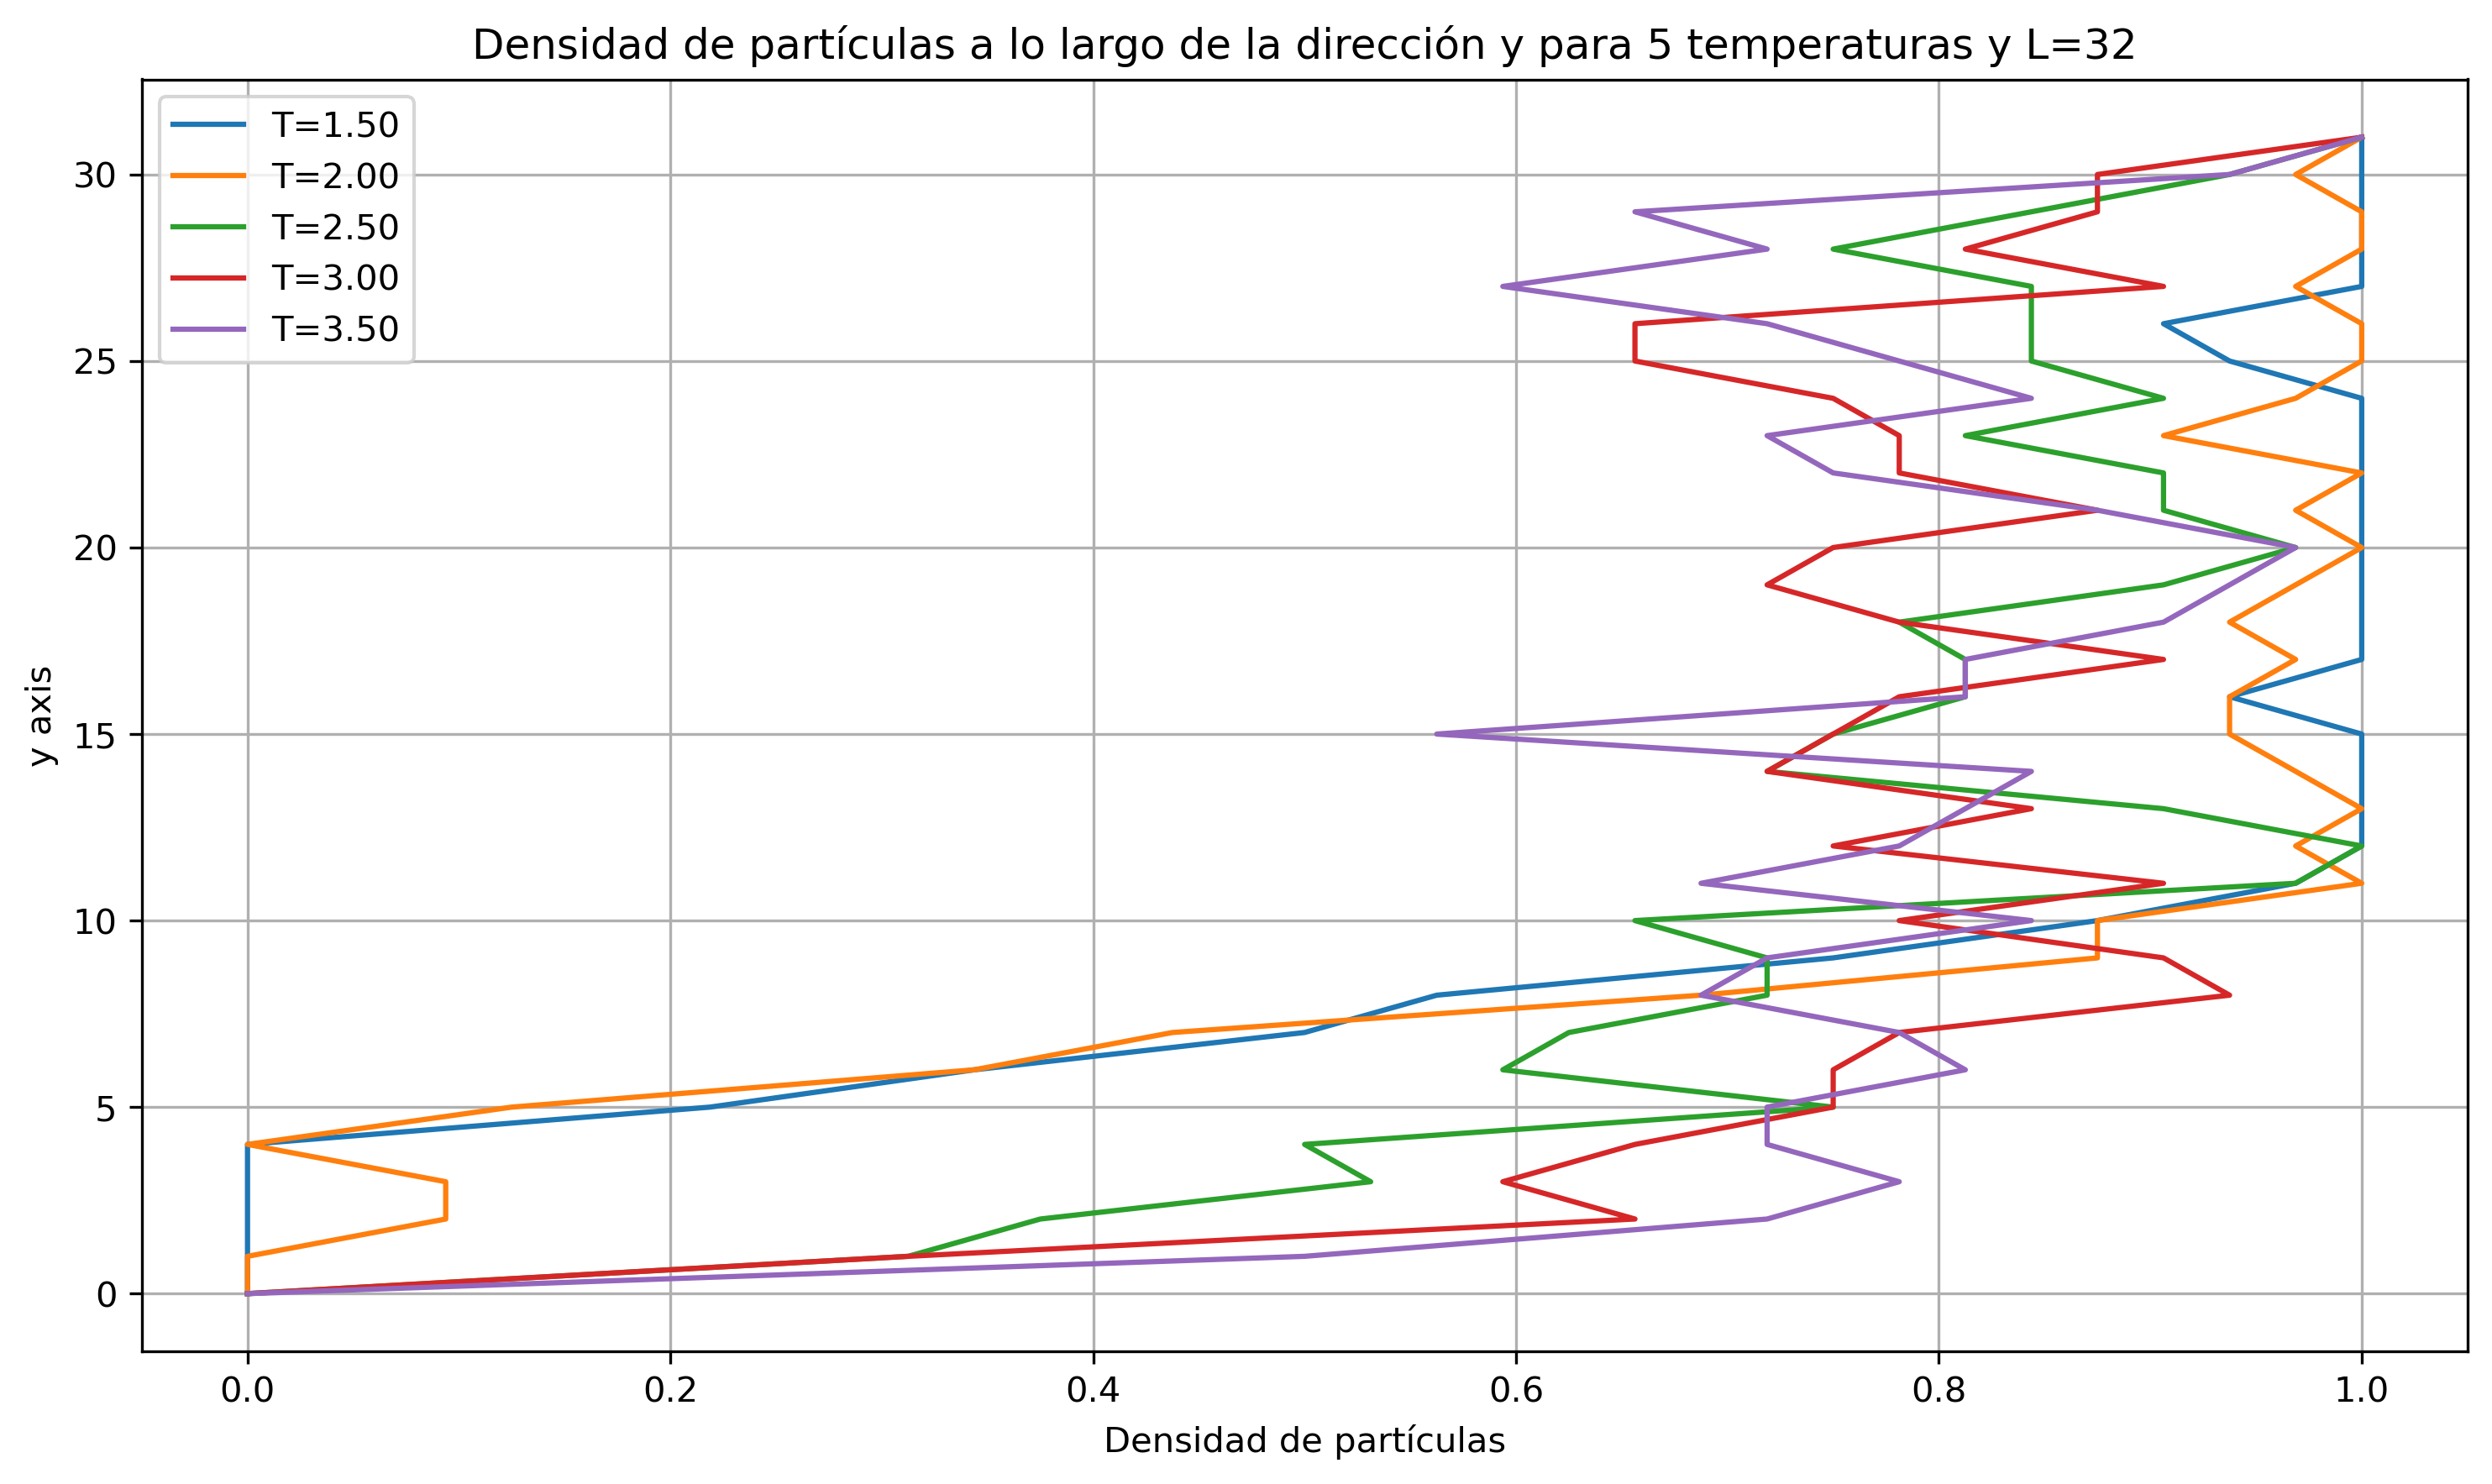 Densidad de partículas a lo largo de la dirección y para 5 temperaturas y L=32
T=1.50
T=2.00
T=2.50
T=3.00
T=3.50
30
25
20
15
10
5
0
y axis
0.0 0.2 0.4 0.6 0.8 1.0
Densidad de partículas